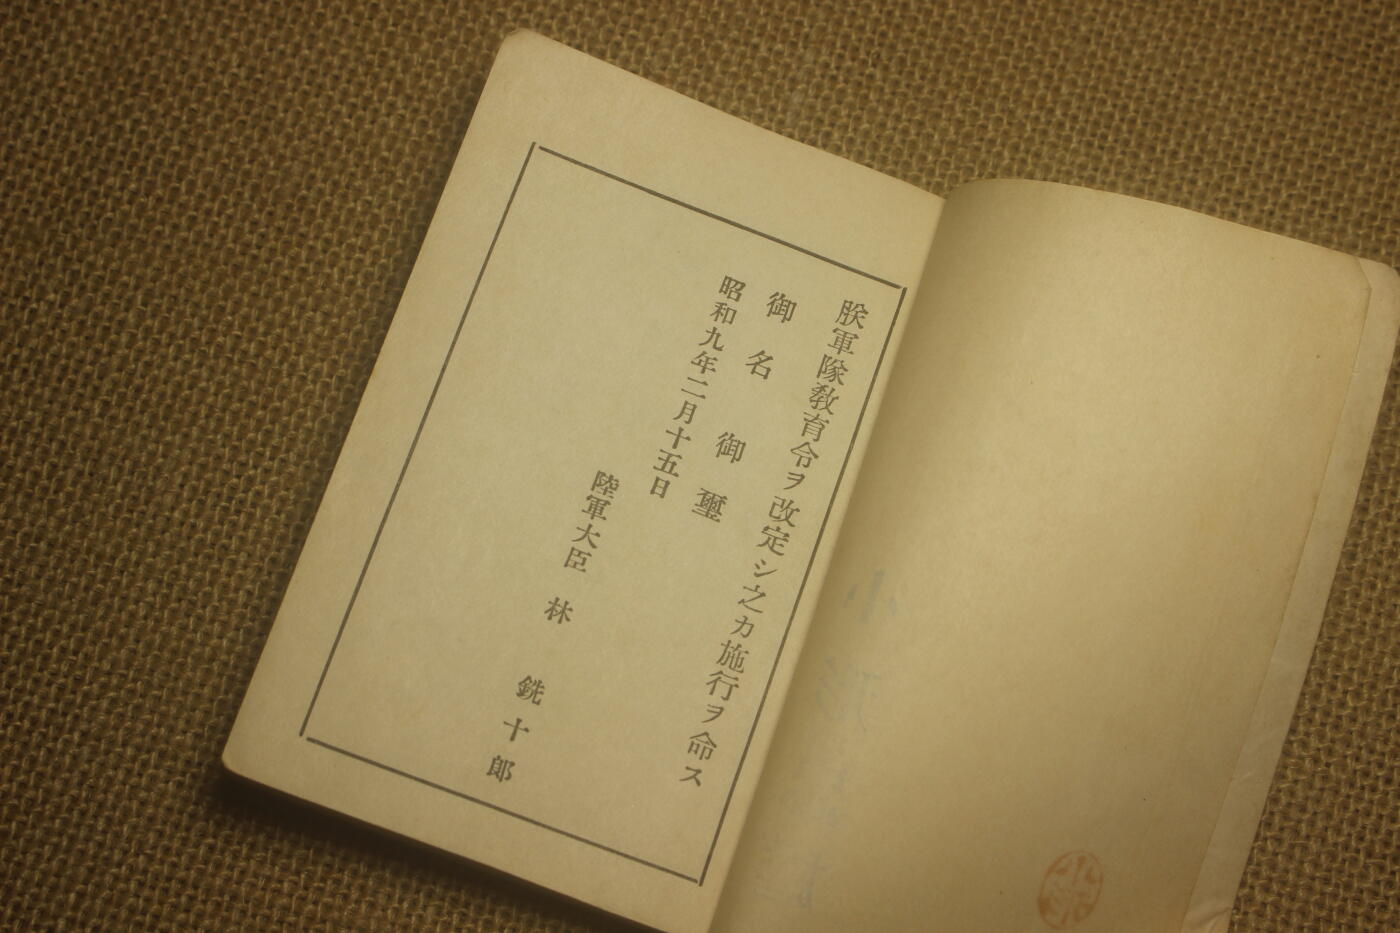 朕軍隊敎育令ヲ改定シ之カ施行ヲ命ス
御名御璽
昭和九年二月十五日
陸軍大臣 林 銑十郎